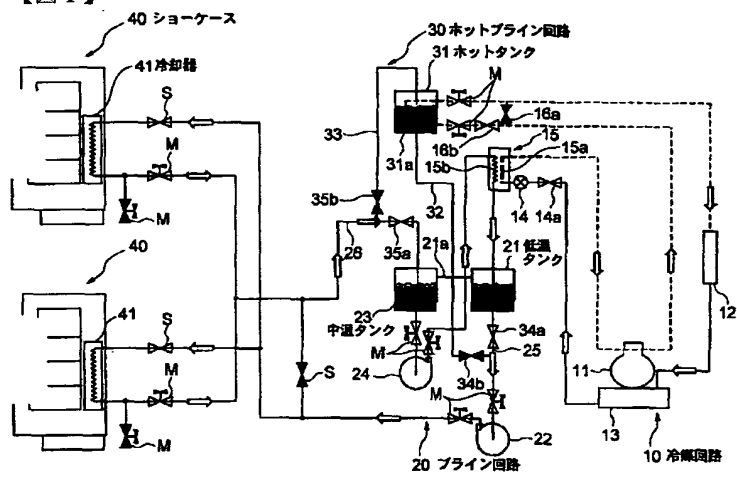 【図1】
40 ショーケース
41 冷却器
S
M
M
40
41
S
M
M
S
30 ホットブライン回路
31 ホットタンク
M
16a
16b
31a
33
32
35b
35a
26
15
15a
15b
14
14a
21a
21 低温
タンク
23
中温タンク
M
24
34a
25
34b
M
22
20 ブライン回路
12
11
13
10 冷媒回路